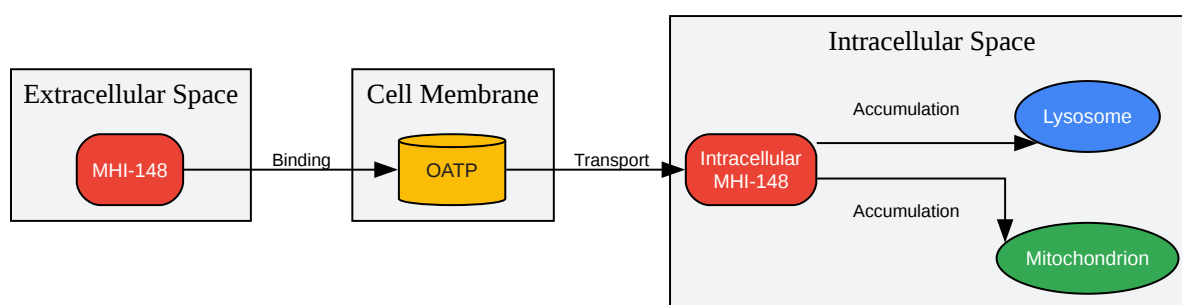 Extracellular Space
MHI-148
Binding
Cell Membrane
OATP
Transport
Intracellular Space
Intracellular
MHI-148
Accumulation
Lysosome
Accumulation
Mitochondrion